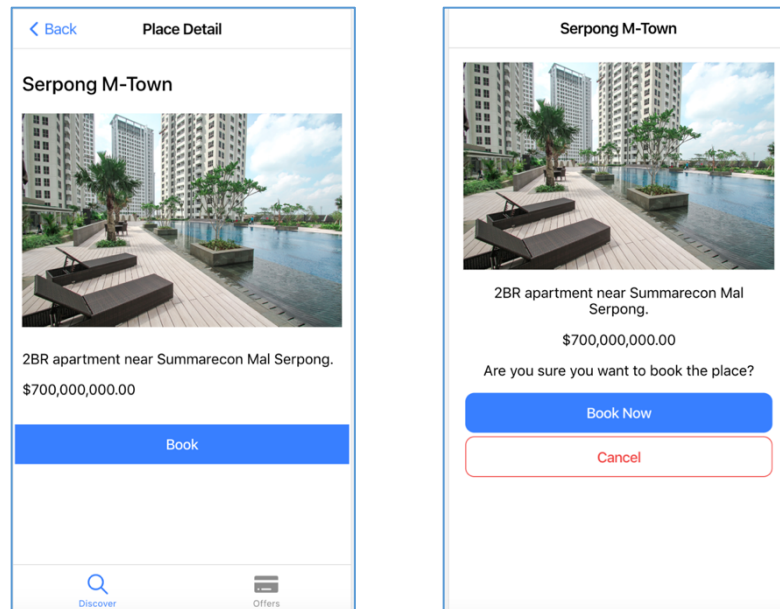 Back
Place Detail
Serpong M-Town
2BR apartment near Summarecon Mal Serpong.
$700,000,000.00
Book
Discover
Offers
Serpong M-Town
2BR apartment near Summarecon Mal
Serpong.
$700,000,000.00
Are you sure you want to book the place?
Book Now
Cancel